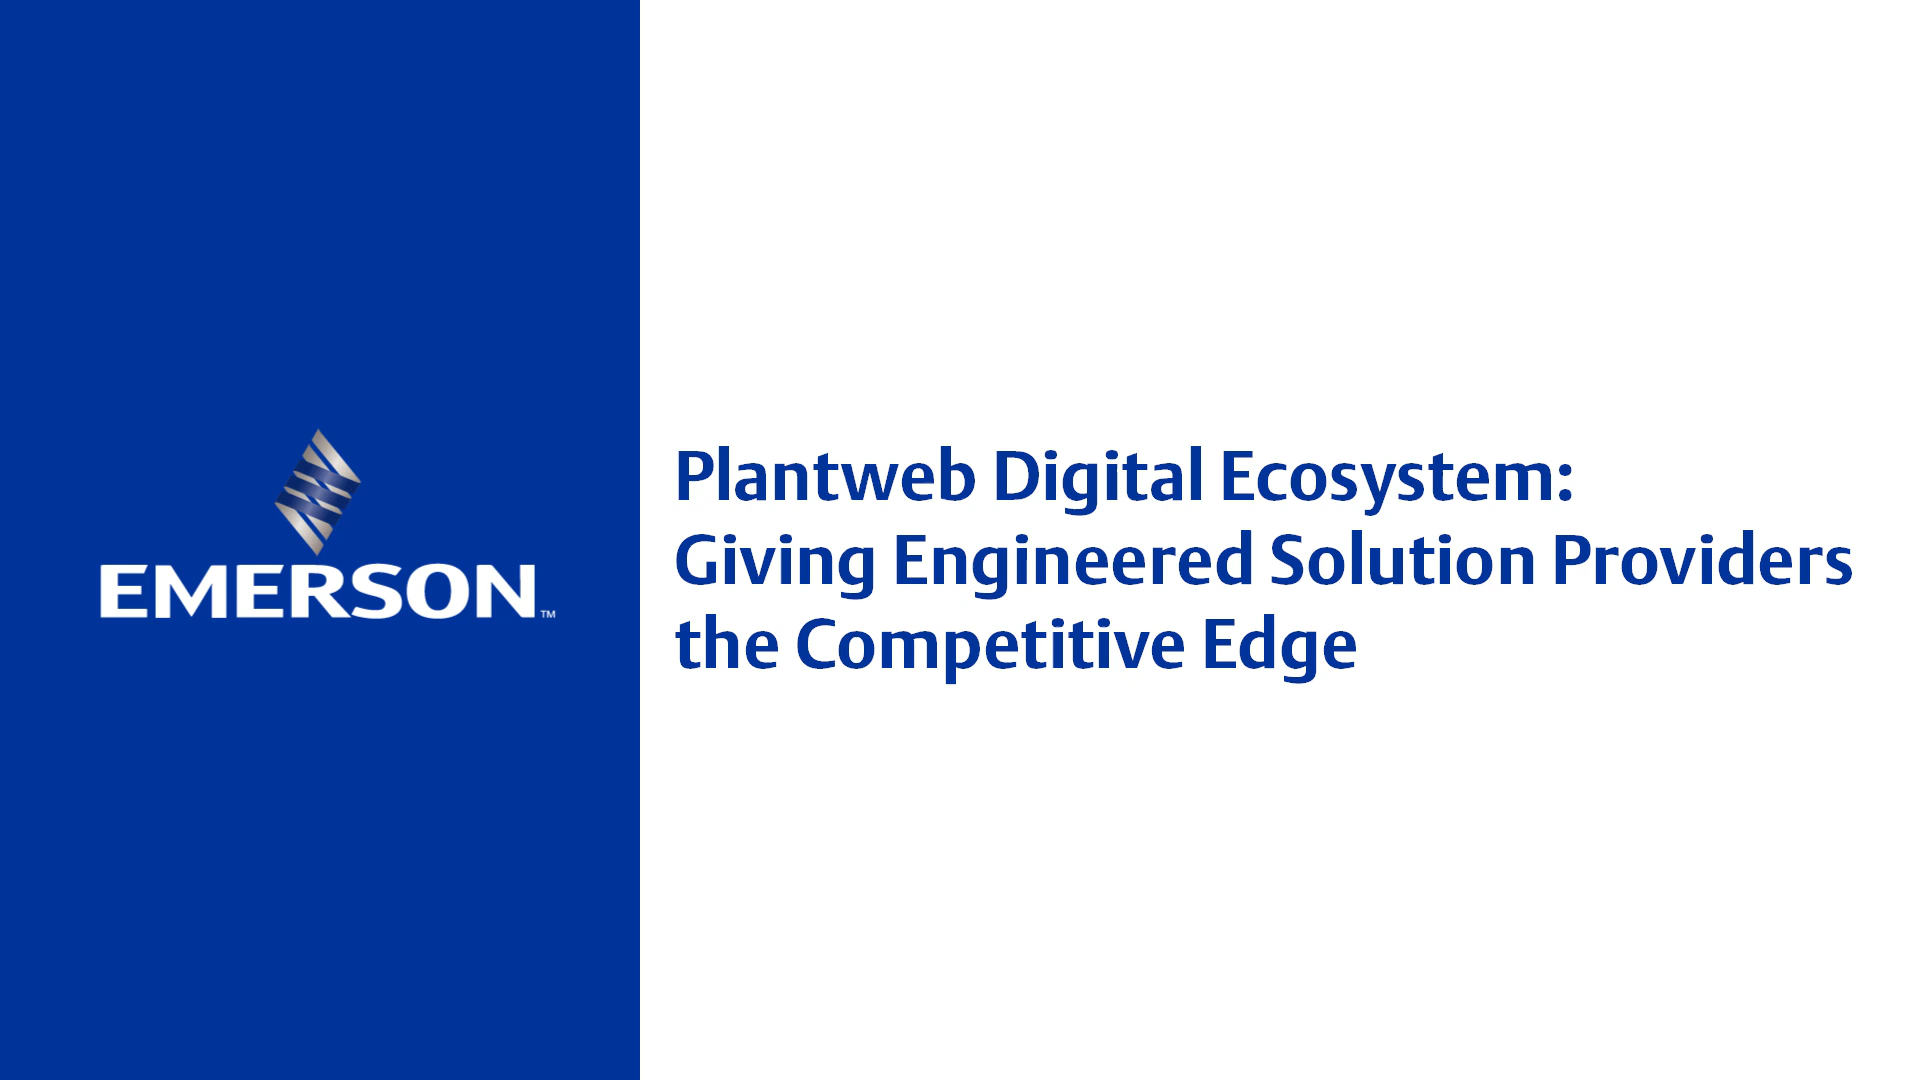 EMERSON™
Plantweb Digital Ecosystem:
Giving Engineered Solution Providers
the Competitive Edge